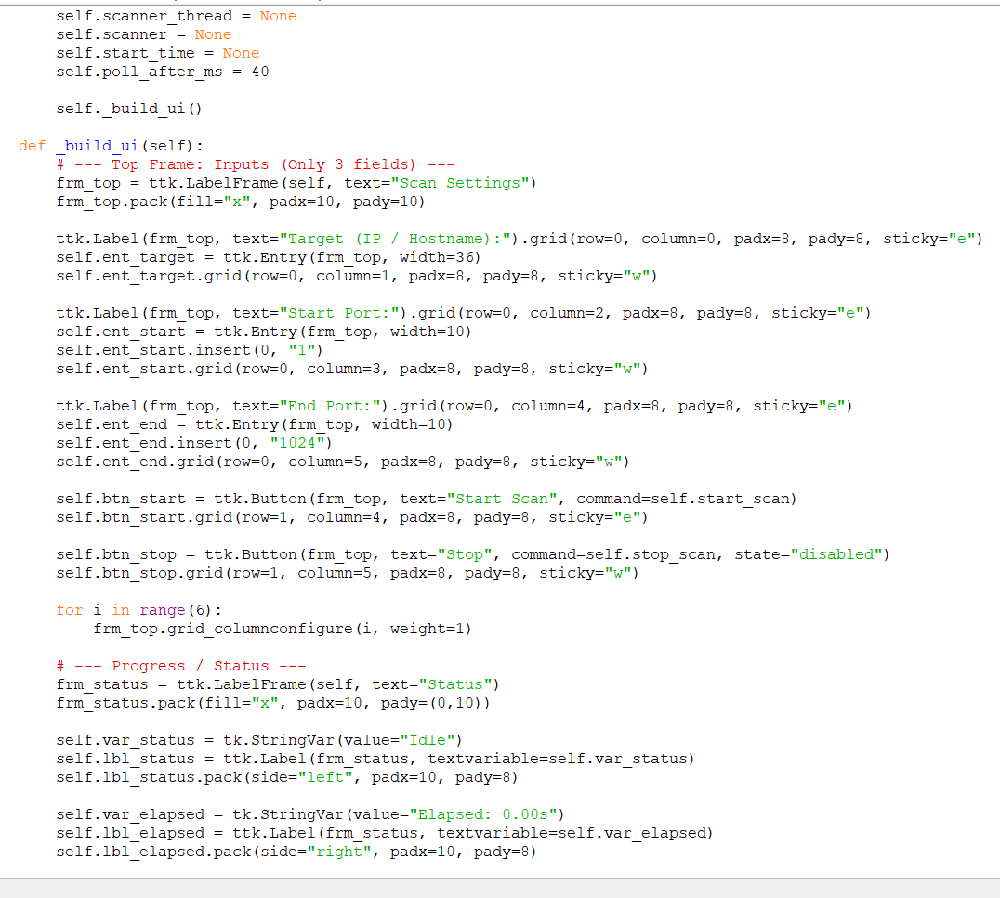 self.scanner_thread = None
self.scanner = None
self.start_time = None
self.poll_after_ms = 40
self._build_ui()
def _build_ui(self):
# --- Top Frame: Inputs (Only 3 fields) ---
frm_top = ttk.LabelFrame(self, text="Scan Settings")
frm_top.pack(fill="x", padx=10, pady=10)
ttk.Label(frm_top, text="Target (IP / Hostname):").grid(row=0, column=0, padx=8, pady=8, sticky="e")
self.ent_target = ttk.Entry(frm_top, width=36)
self.ent_target.grid(row=0, column=1, padx=8, pady=8, sticky="w")
ttk.Label(frm_top, text="Start Port:").grid(row=0, column=2, padx=8, pady=8, sticky="e")
self.ent_start = ttk.Entry(frm_top, width=10)
self.ent_start.insert(0, "1")
self.ent_start.grid(row=0, column=3, padx=8, pady=8, sticky="w")
ttk.Label(frm_top, text="End Port:").grid(row=0, column=4, padx=8, pady=8, sticky="e")
self.ent_end = ttk.Entry(frm_top, width=10)
self.ent_end.insert(0, "1024")
self.ent_end.grid(row=0, column=5, padx=8, pady=8, sticky="w")
self.btn_start = ttk.Button(frm_top, text="Start Scan", command=self.start_scan)
self.btn_start.grid(row=1, column=4, padx=8, pady=8, sticky="e")
self.btn_stop = ttk.Button(frm_top, text="Stop", command=self.stop_scan, state="disabled")
self.btn_stop.grid(row=1, column=5, padx=8, pady=8, sticky="w")
for i in range(6):
frm_top.grid_columnconfigure(i, weight=1)
# --- Progress / Status ---
frm_status = ttk.LabelFrame(self, text="Status")
frm_status.pack(fill="x", padx=10, pady=(0,10))
self.var_status = tk.StringVar(value="Idle")
self.lbl_status = ttk.Label(frm_status, textvariable=self.var_status)
self.lbl_status.pack(side="left", padx=10, pady=8)
self.var_elapsed = tk.StringVar(value="Elapsed: 0.00s")
self.lbl_elapsed = ttk.Label(frm_status, textvariable=self.var_elapsed)
self.lbl_elapsed.pack(side="right", padx=10, pady=8)